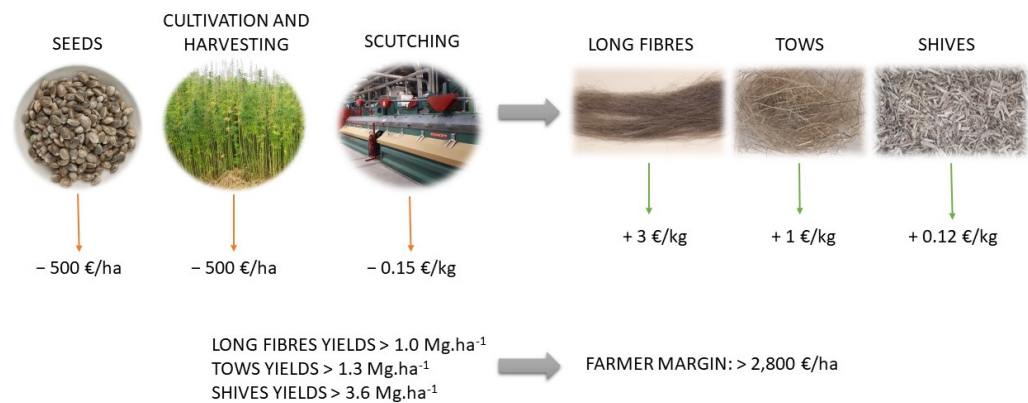 SEEDS
CULTIVATION AND
HARVESTING
SCUTCHING
LONG FIBRES
TOWS
SHIVES
− 500 €/ha
− 500 €/ha
− 0.15 €/kg
+ 3 €/kg
+ 1 €/kg
+ 0.12 €/kg
LONG FIBRES YIELDS > 1.0 Mg.ha⁻¹
TOWS YIELDS > 1.3 Mg.ha⁻¹
SHIVES YIELDS > 3.6 Mg.ha⁻¹
FARMER MARGIN: > 2,800 €/ha